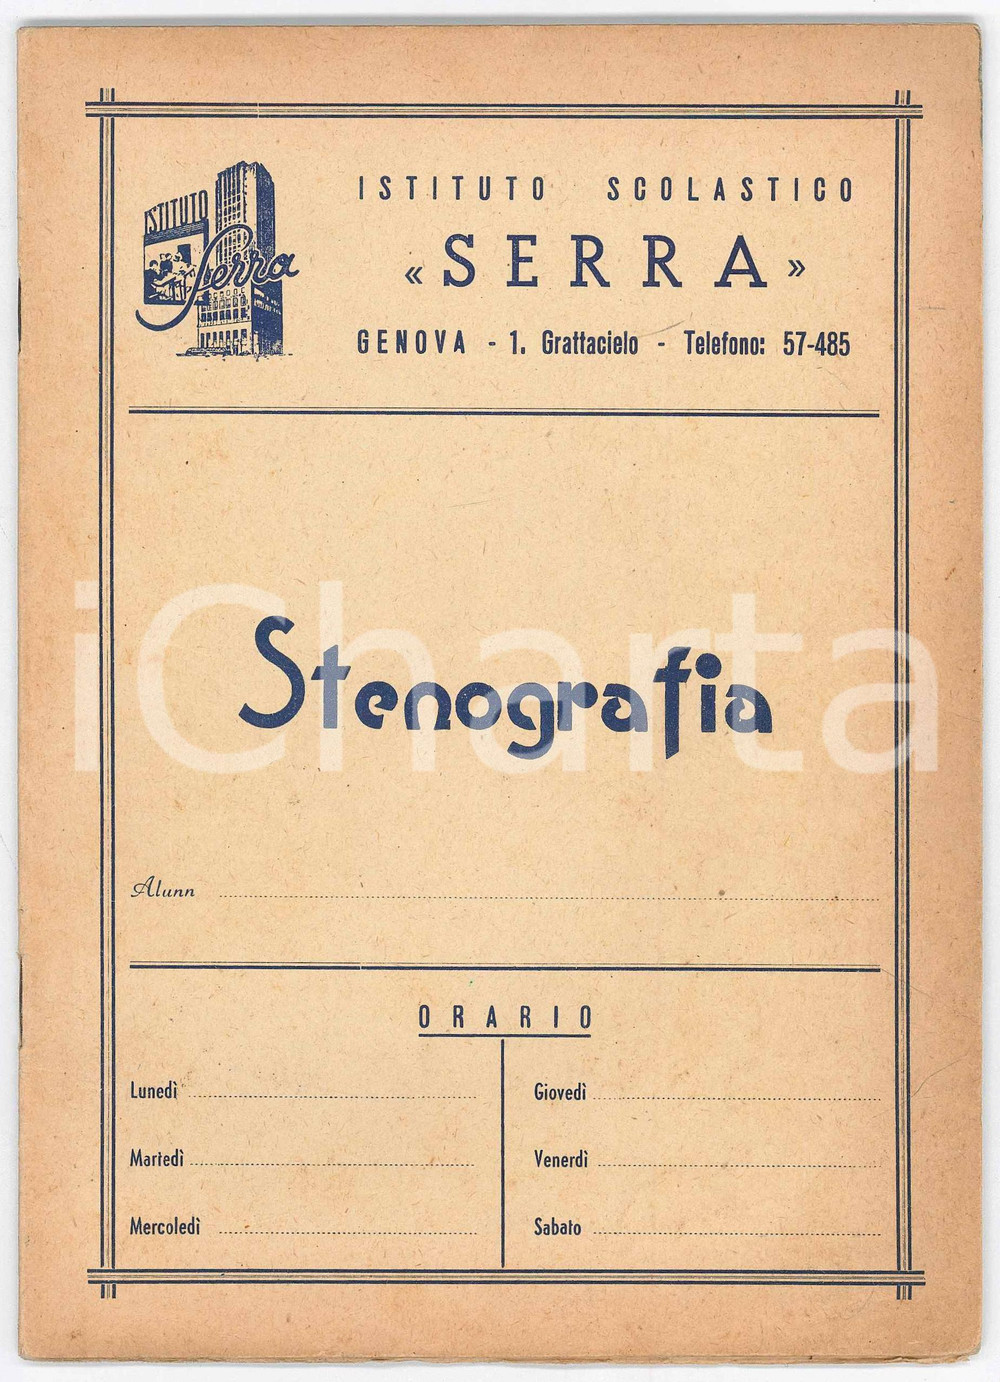 ISTITUTO
Serra
ISTITUTO SCOLASTICO
« SERRA »
GENOVA - 1. Grattacielo - Telefono: 57-485
Stenografia
iCharta
Alunn
ORARIO
Lunedì
Martedì
Mercoledì
Giovedì
Venerdì
Sabato